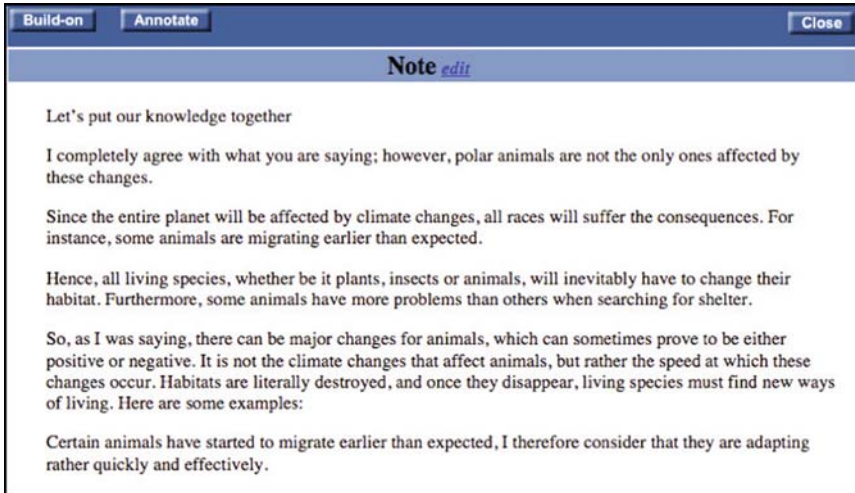 Build-on Annotate Close
Note edit
Let's put our knowledge together
I completely agree with what you are saying; however, polar animals are not the only ones affected by
these changes.
Since the entire planet will be affected by climate changes, all races will suffer the consequences. For
instance, some animals are migrating earlier than expected.
Hence, all living species, whether be it plants, insects or animals, will inevitably have to change their
habitat. Furthermore, some animals have more problems than others when searching for shelter.
So, as I was saying, there can be major changes for animals, which can sometimes prove to be either
positive or negative. It is not the climate changes that affect animals, but rather the speed at which these
changes occur. Habitats are literally destroyed, and once they disappear, living species must find new ways
of living. Here are some examples:
Certain animals have started to migrate earlier than expected, I therefore consider that they are adapting
rather quickly and effectively.